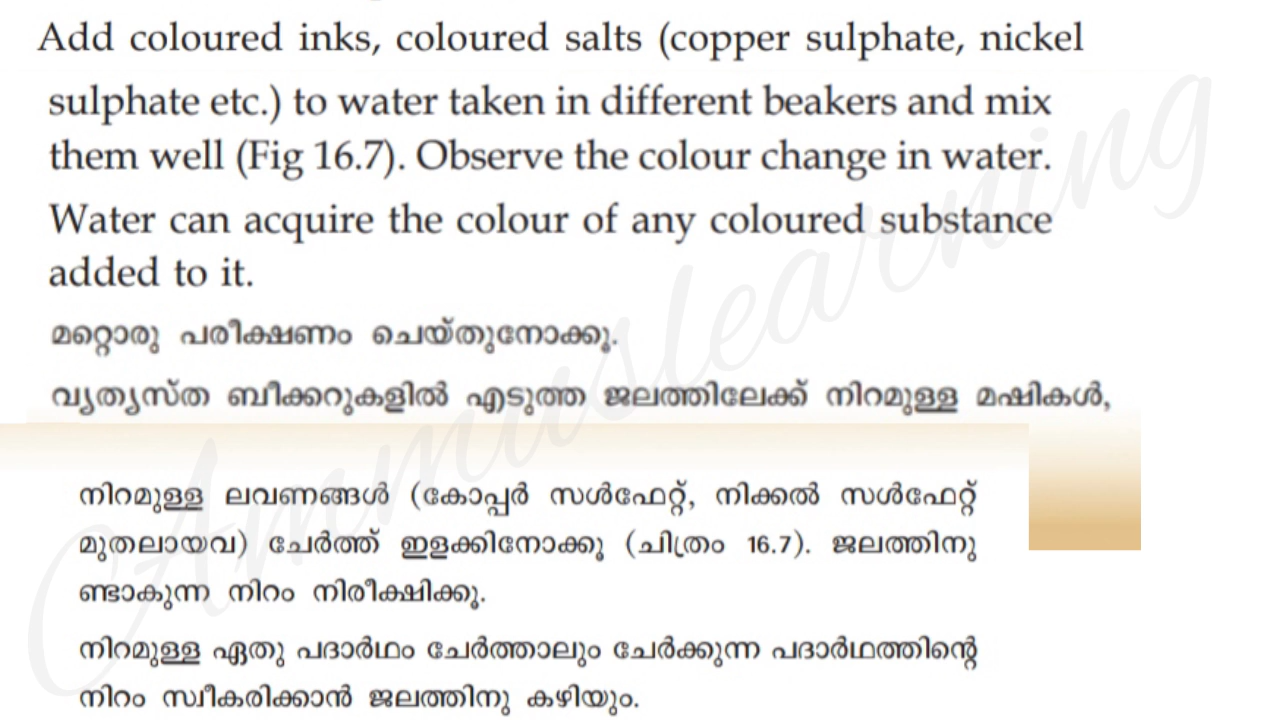 Add coloured inks, coloured salts (copper sulphate, nickel
sulphate etc.) to water taken in different beakers and mix
them well (Fig 16.7). Observe the colour change in water.
Water can acquire the colour of any coloured substance
added to it.
മറ്റൊരു പരീക്ഷണം ചെയ്തുനോക്കൂ.
വ്യത്യസ്ത ബീക്കറുകളിൽ എടുത്ത ജലത്തിലേക്ക് നിറമുള്ള മഷികൾ,
നിറമുള്ള ലവണങ്ങൾ (കോപ്പർ സൾഫേറ്റ്, നിക്കൽ സൾഫേറ്റ്
മുതലായവ) ചേർത്ത് ഇളക്കിനോക്കൂ (ചിത്രം 16.7). ജലത്തിനു
ണ്ടാകുന്ന നിറം നിരീക്ഷിക്കൂ.
നിറമുള്ള ഏതു പദാർഥം ചേർത്താലും ചേർക്കുന്ന പദാർഥത്തിന്റെ
നിറം സ്വീകരിക്കാൻ ജലത്തിനു കഴിയും.
Ammuslearning